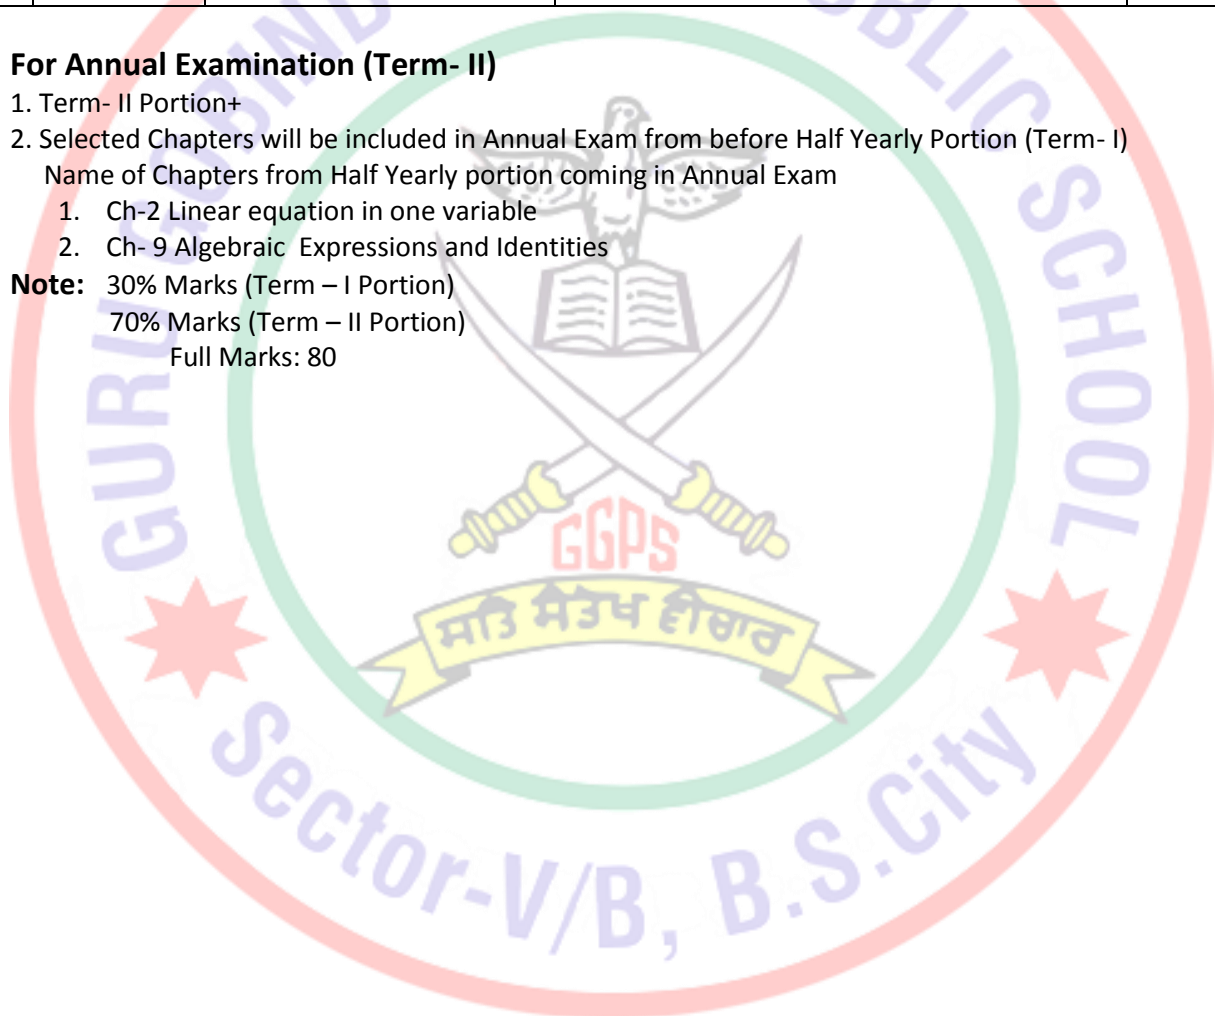 For Annual Examination (Term- II)
1. Term- II Portion+
2. Selected Chapters will be included in Annual Exam from before Half Yearly Portion (Term- I)
Name of Chapters from Half Yearly portion coming in Annual Exam
1. Ch-2 Linear equation in one variable
2. Ch- 9 Algebraic Expressions and Identities
Note: 30% Marks (Term – I Portion)
70% Marks (Term – II Portion)
Full Marks: 80
GURU GOBIND
SCHOOL
GGPS
ਸਤਿ ਸੰਤੋਖ ਵੀਚਾਰ
Sector-V/B, B.S.City